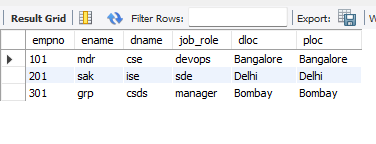 Result Grid Filter Rows: Export: W
empno ename dname job_role dloc ploc
101 mdr cse devops Bangalore Bangalore
201 sak ise sde Delhi Delhi
301 grp csds manager Bombay Bombay